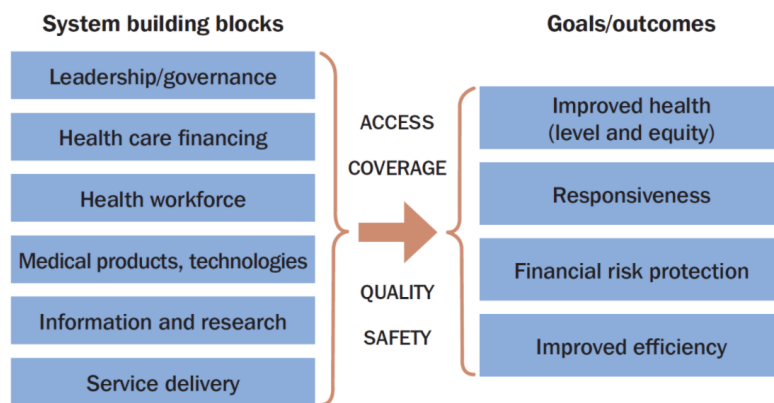 System building blocks
Leadership/governance
Health care financing
Health workforce
Medical products, technologies
Information and research
Service delivery
ACCESS
COVERAGE
QUALITY
SAFETY
Goals/outcomes
Improved health
(level and equity)
Responsiveness
Financial risk protection
Improved efficiency